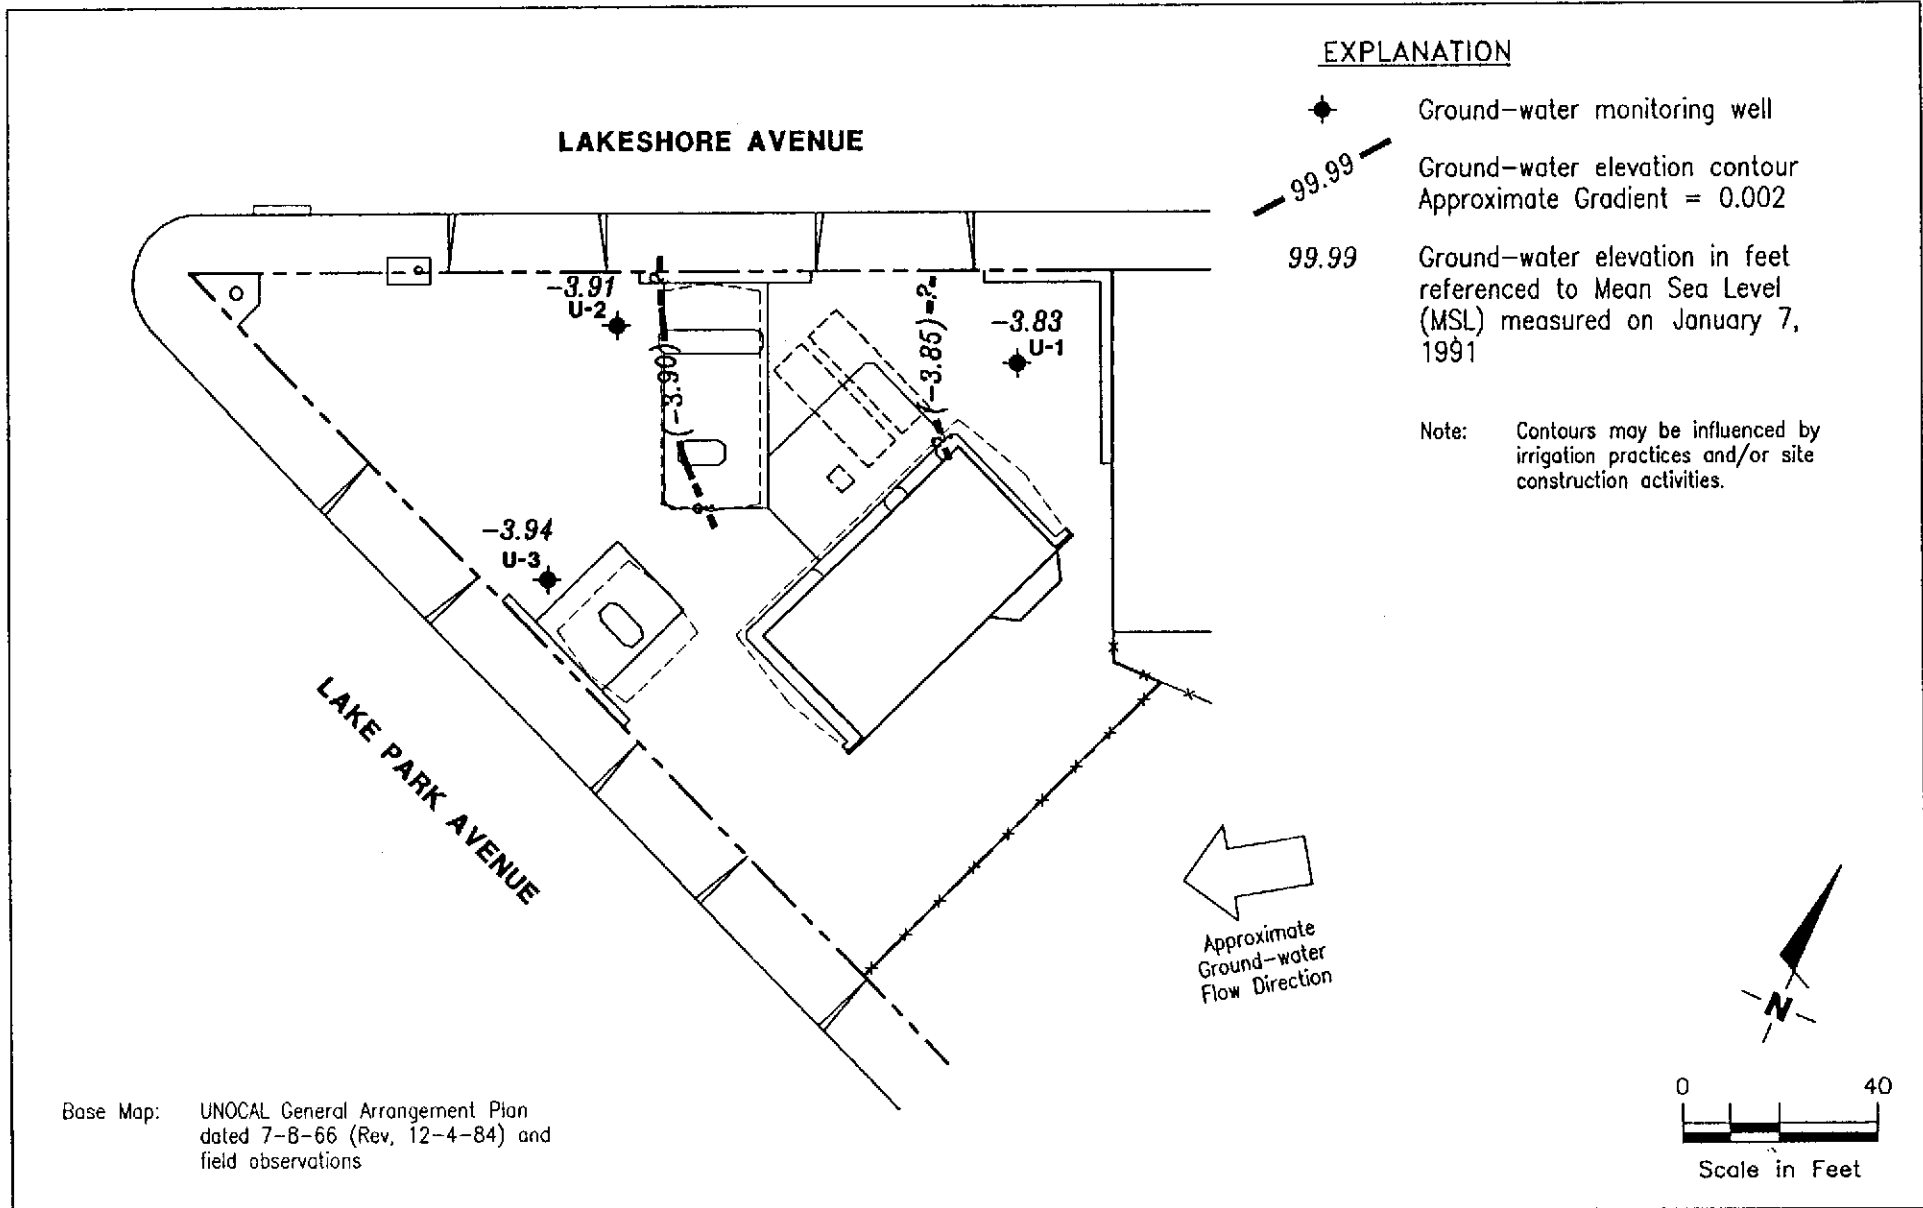 EXPLANATION
Ground-water monitoring well
99.99
Ground-water elevation contour
Approximate Gradient = 0.002
99.99
Ground-water elevation in feet
referenced to Mean Sea Level
(MSL) measured on January 7,
1991
Note:
Contours may be influenced by
irrigation practices and/or site
construction activities.
LAKESHORE AVENUE
-3.91
U-2
(-3.90)
?
(-3.85)
-?-
-3.83
U-1
-3.94
U-3
LAKE PARK AVENUE
Approximate
Ground-water
Flow Direction
N
0 40
Scale in Feet
Base Map:
UNOCAL General Arrangement Plan
dated 7-8-66 (Rev, 12-4-84) and
field observations